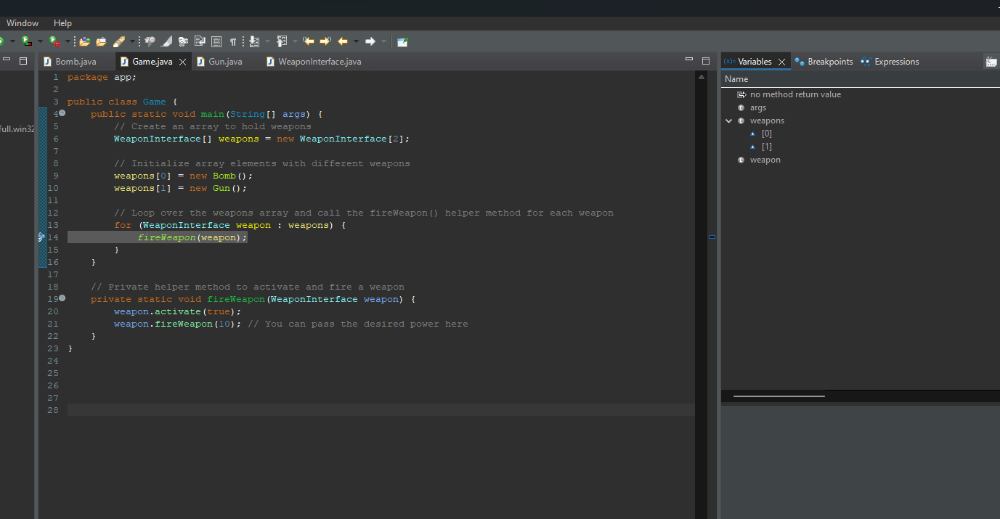 Window Help
Bomb.java Game.java Gun.java WeaponInterface.java
full.win32
1 package app;
2
3 public class Game {
4 public static void main(String[] args) {
5 // Create an array to hold weapons
6 WeaponInterface[] weapons = new WeaponInterface[2];
7
8 // Initialize array elements with different weapons
9 weapons[0] = new Bomb();
10 weapons[1] = new Gun();
11
12 // Loop over the weapons array and call the fireWeapon() helper method for each weapon
13 for (WeaponInterface weapon : weapons) {
14 fireWeapon(weapon);
15 }
16 }
17
18 // Private helper method to activate and fire a weapon
19 private static void fireWeapon(WeaponInterface weapon) {
20 weapon.activate(true);
21 weapon.fireWeapon(10); // You can pass the desired power here
22 }
23 }
24
25
26
27
28
(x)= Variables Breakpoints Expressions
Name
no method return value
args
weapons
[0]
[1]
weapon